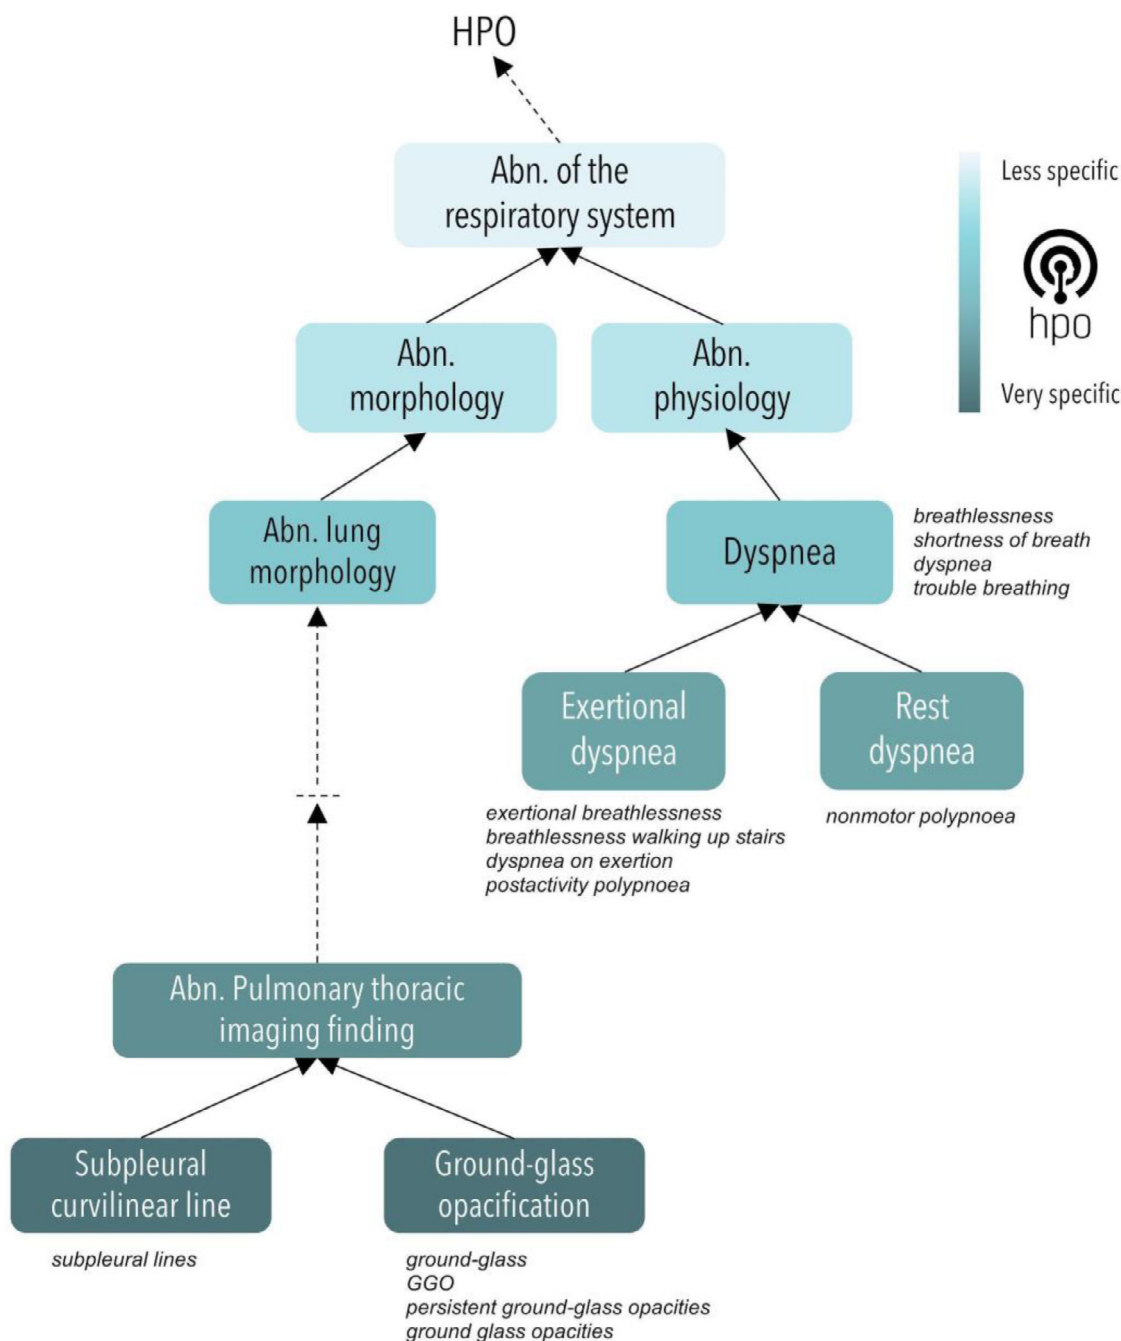 HPO
Abn. of the
respiratory system
Less specific
hpo
Very specific
Abn.
morphology
Abn.
physiology
Abn. lung
morphology
Dyspnea
breathlessness
shortness of breath
dyspnea
trouble breathing
Exertional
dyspnea
Rest
dyspnea
exertional breathlessness
breathlessness walking up stairs
dyspnea on exertion
postactivity polypnoea
nonmotor polypnoea
Abn. Pulmonary thoracic
imaging finding
Subpleural
curvilinear line
Ground-glass
opacification
subpleural lines
ground-glass
GGO
persistent ground-glass opacities
ground glass opacities